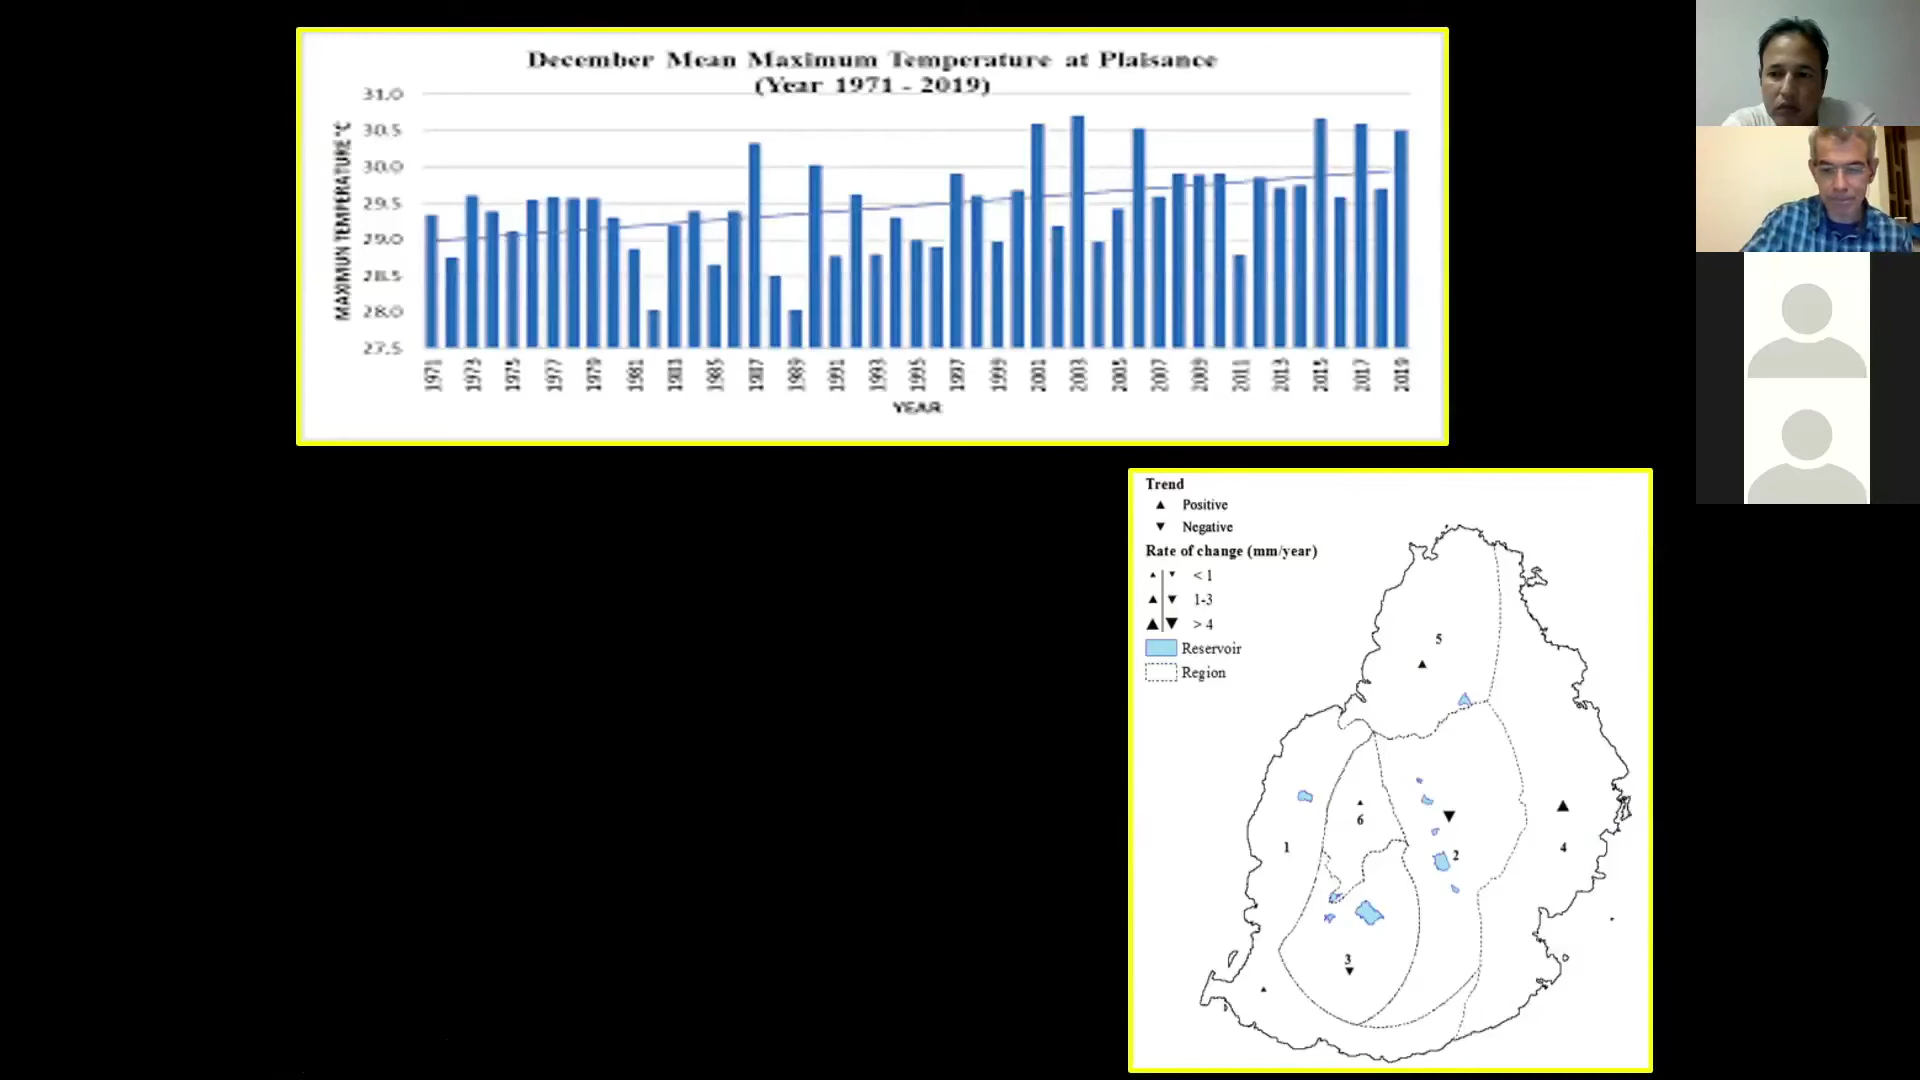 December Mean Maximum Temperature at Plaisance
(Year 1971 - 2019)
MAXIMUN TEMPERATURE°C
31.0
30.5
30.0
29.5
29.0
28.5
28.0
27.5
1971 1973 1975 1977 1979 1981 1983 1985 1987 1989 1991 1993 1995 1997 1999 2001 2003 2005 2007 2009 2011 2013 2015 2017 2019
YEAR
Trend
Positive
Negative
Rate of change (mm/year)
< 1
1-3
> 4
Reservoir
Region
5
6
1
2
4
3